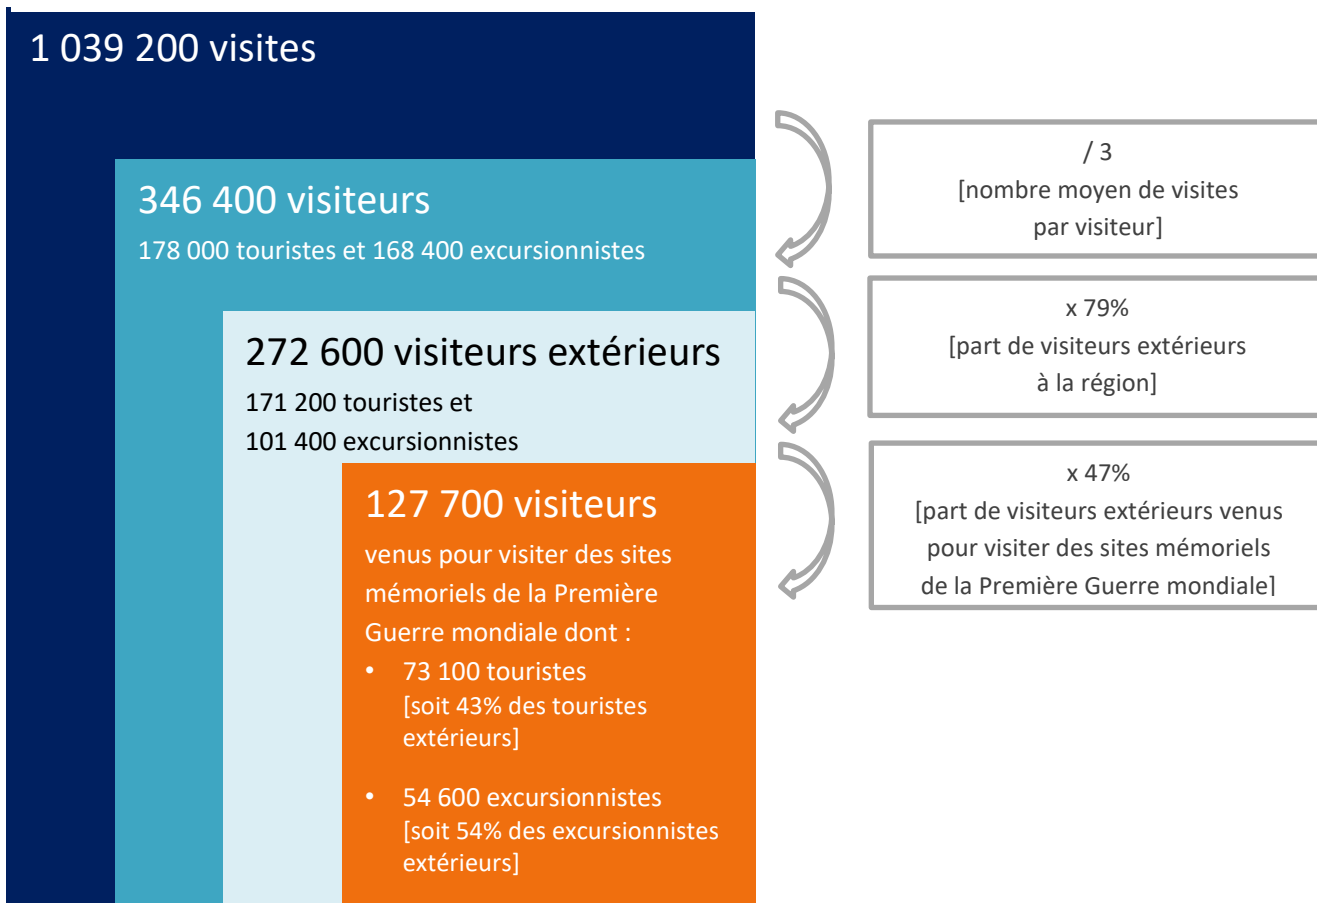 1 039 200 visites
346 400 visiteurs
178 000 touristes et 168 400 excursionnistes
272 600 visiteurs extérieurs
171 200 touristes et
101 400 excursionnistes
127 700 visiteurs
venus pour visiter des sites
mémoriels de la Première
Guerre mondiale dont :
• 73 100 touristes
[soit 43% des touristes
extérieurs]
• 54 600 excursionnistes
[soit 54% des excursionnistes
extérieurs]
/ 3
[nombre moyen de visites
par visiteur]
x 79%
[part de visiteurs extérieurs
à la région]
x 47%
[part de visiteurs extérieurs venus
pour visiter des sites mémoriels
de la Première Guerre mondiale]